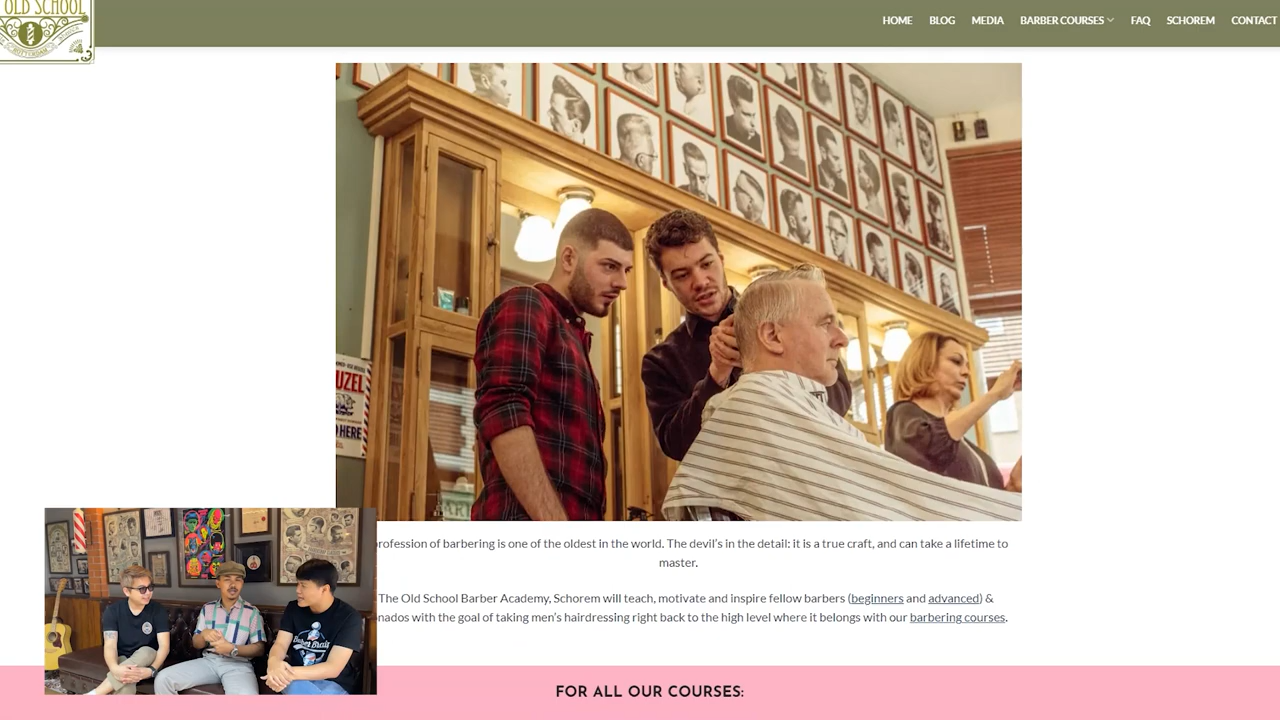 OLD SCHOOL
ROTTERDAM
HOME BLOG MEDIA BARBER COURSES FAQ SCHOREM CONTACT
UZEL
HERE
rofession of barbering is one of the oldest in the world. The devil's in the detail: it is a true craft, and can take a lifetime to
master.
The Old School Barber Academy, Schorem will teach, motivate and inspire fellow barbers (beginners and advanced) &
nados with the goal of taking men's hairdressing right back to the high level where it belongs with our barbering courses.
FOR ALL OUR COURSES: